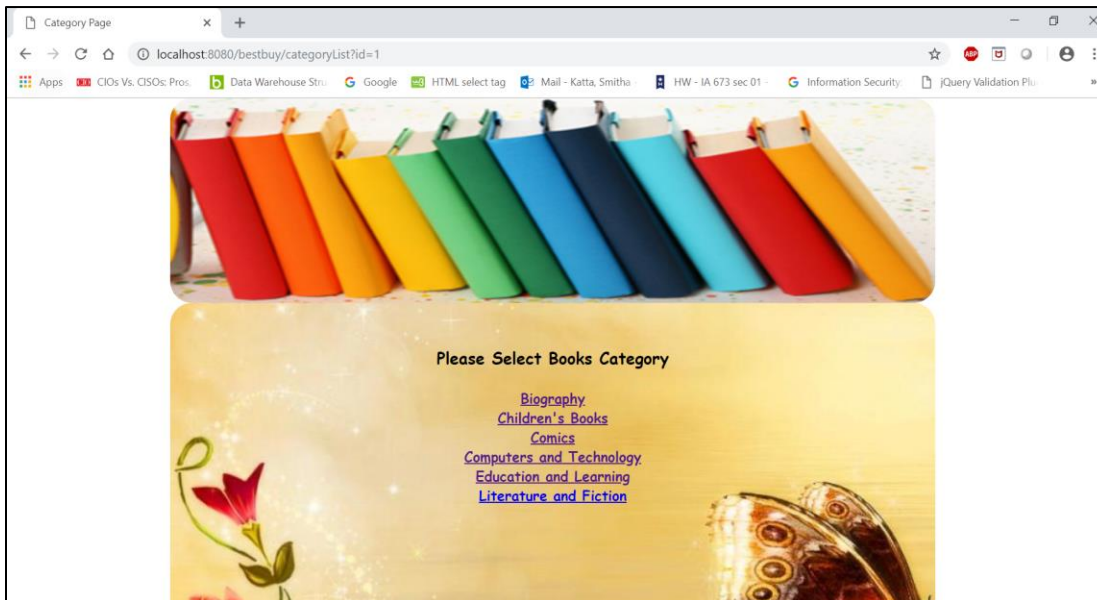 Category Page
localhost:8080/bestbuy/categoryList?id=1
Apps CIOs Vs. CISOs: Pros, Data Warehouse Stru Google HTML select tag Mail - Katta, Smitha - HW - IA 673 sec 01 - Information Security: jQuery Validation Plu
ABP
Please Select Books Category
Biography
Children's Books
Comics
Computers and Technology
Education and Learning
Literature and Fiction